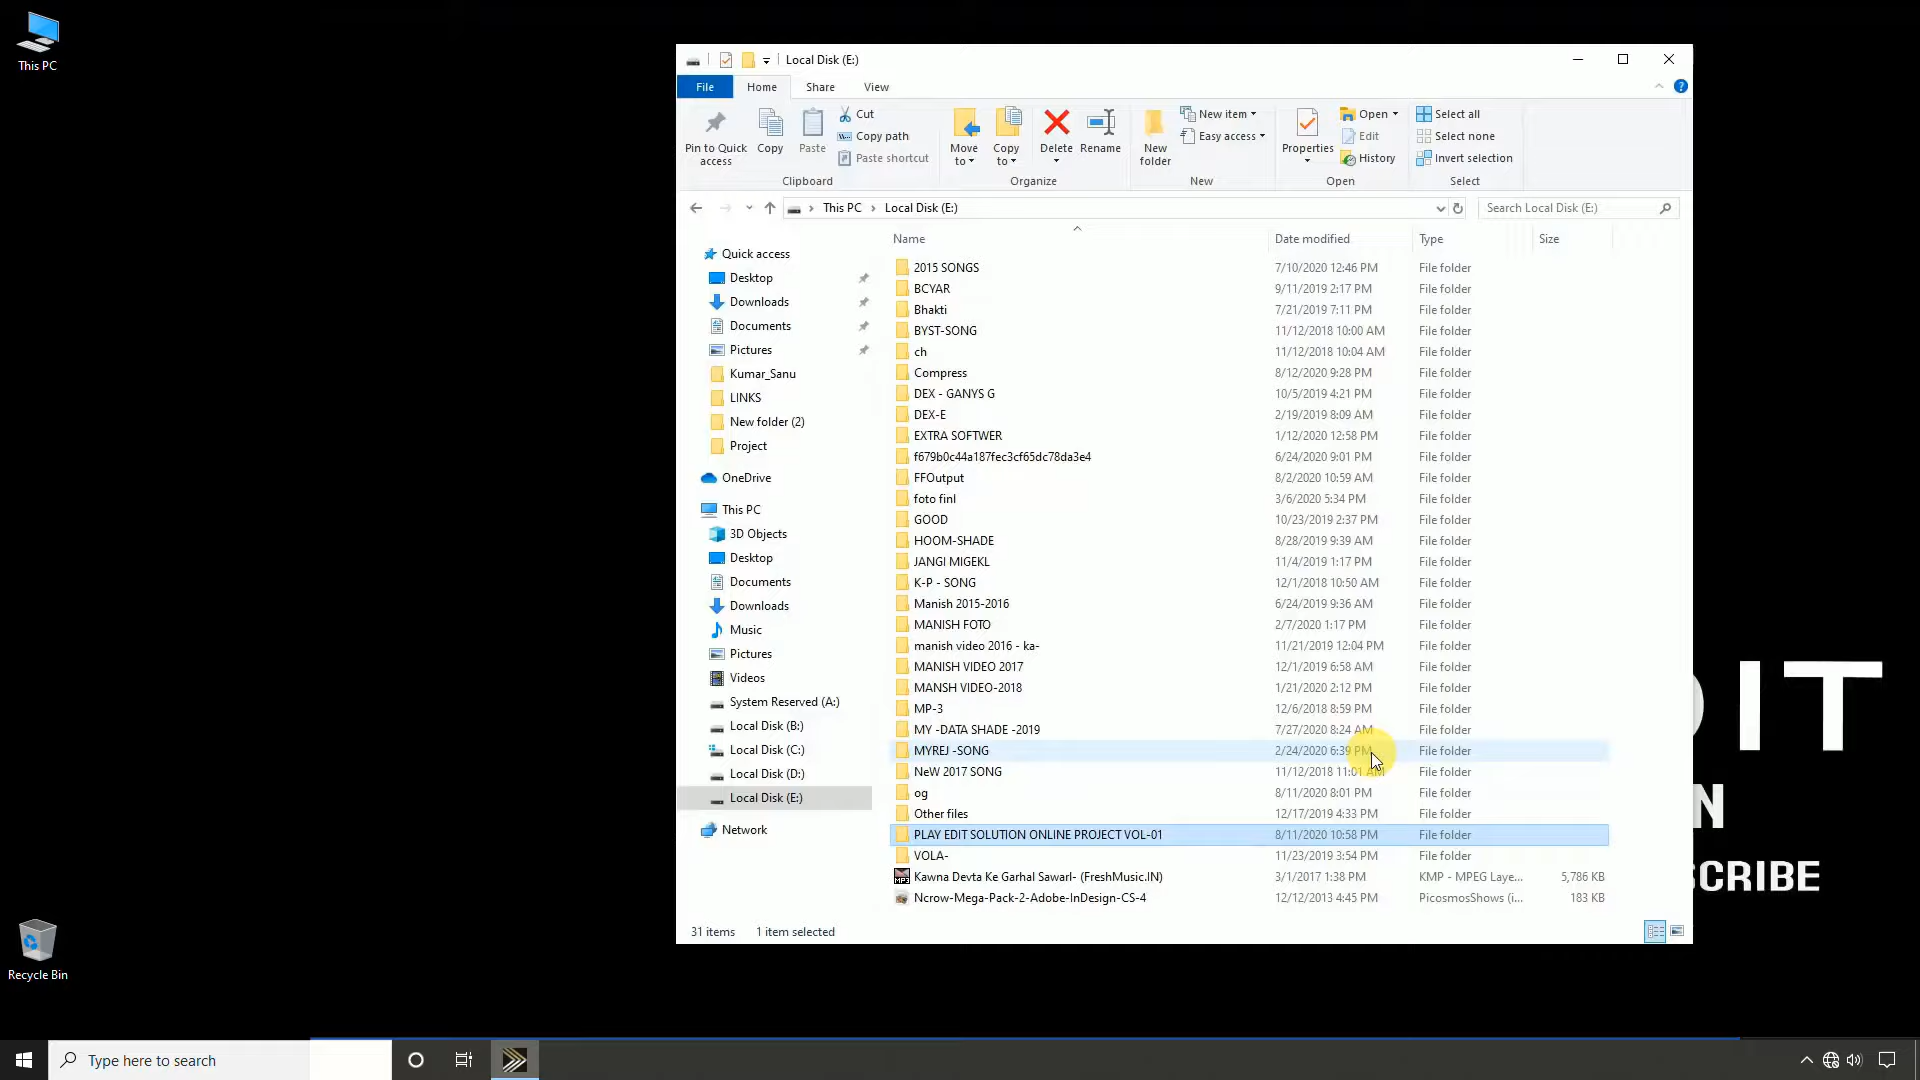 This PC
Local Disk (E:)
File Home Share View
Pin to Quick access
Copy
Paste
Cut
Copy path
Paste shortcut
Clipboard
Move to
Copy to
Delete
Rename
Organize
New folder
New item
Easy access
New
Properties
Open
Edit
History
Open
Select all
Select none
Invert selection
Select
This PC Local Disk (E:)
Search Local Disk (E:)
Quick access
Desktop
Downloads
Documents
Pictures
Kumar_Sanu
LINKS
New folder (2)
Project
OneDrive
This PC
3D Objects
Desktop
Documents
Downloads
Music
Pictures
Videos
System Reserved (A:)
Local Disk (B:)
Local Disk (C:)
Local Disk (D:)
Local Disk (E:)
Network
Name Date modified Type Size
2015 SONGS 7/10/2020 12:46 PM File folder
BCYAR 9/11/2019 2:17 PM File folder
Bhakti 7/21/2019 7:11 PM File folder
BYST-SONG 11/12/2018 10:00 AM File folder
ch 11/12/2018 10:04 AM File folder
Compress 8/12/2020 9:28 PM File folder
DEX - GANYS G 10/5/2019 4:21 PM File folder
DEX-E 2/19/2019 8:09 AM File folder
EXTRA SOFTWER 1/12/2020 12:58 PM File folder
f679b0c44a187fec3cf65dc78da3e4 6/24/2020 9:01 PM File folder
FFOutput 8/2/2020 10:59 AM File folder
foto finl 3/6/2020 5:34 PM File folder
GOOD 10/23/2019 2:37 PM File folder
HOOM-SHADE 8/28/2019 9:39 AM File folder
JANGI MIGEKL 11/4/2019 1:17 PM File folder
K-P - SONG 12/1/2018 10:50 AM File folder
Manish 2015-2016 6/24/2019 9:36 AM File folder
MANISH FOTO 2/7/2020 1:17 PM File folder
manish video 2016 - ka- 11/21/2019 12:04 PM File folder
MANISH VIDEO 2017 12/1/2019 6:58 AM File folder
MANSH VIDEO-2018 1/21/2020 2:12 PM File folder
MP-3 12/6/2018 8:59 PM File folder
MY -DATA SHADE -2019 7/27/2020 8:24 AM File folder
MYREJ -SONG 2/24/2020 6:39 PM File folder
NeW 2017 SONG 11/12/2018 11:01 AM File folder
og 8/11/2020 8:01 PM File folder
Other files 12/17/2019 4:33 PM File folder
PLAY EDIT SOLUTION ONLINE PROJECT VOL-01 8/11/2020 10:58 PM File folder
VOLA- 11/23/2019 3:54 PM File folder
Kawna Devta Ke Garhal Sawarl- (FreshMusic.IN) 3/1/2017 1:38 PM KMP - MPEG Laye... 5,786 KB
Ncrow-Mega-Pack-2-Adobe-InDesign-CS-4 12/12/2013 4:45 PM PicosmosShows (i... 183 KB
31 items 1 item selected
IT
N
CRIBE
Recycle Bin
Type here to search